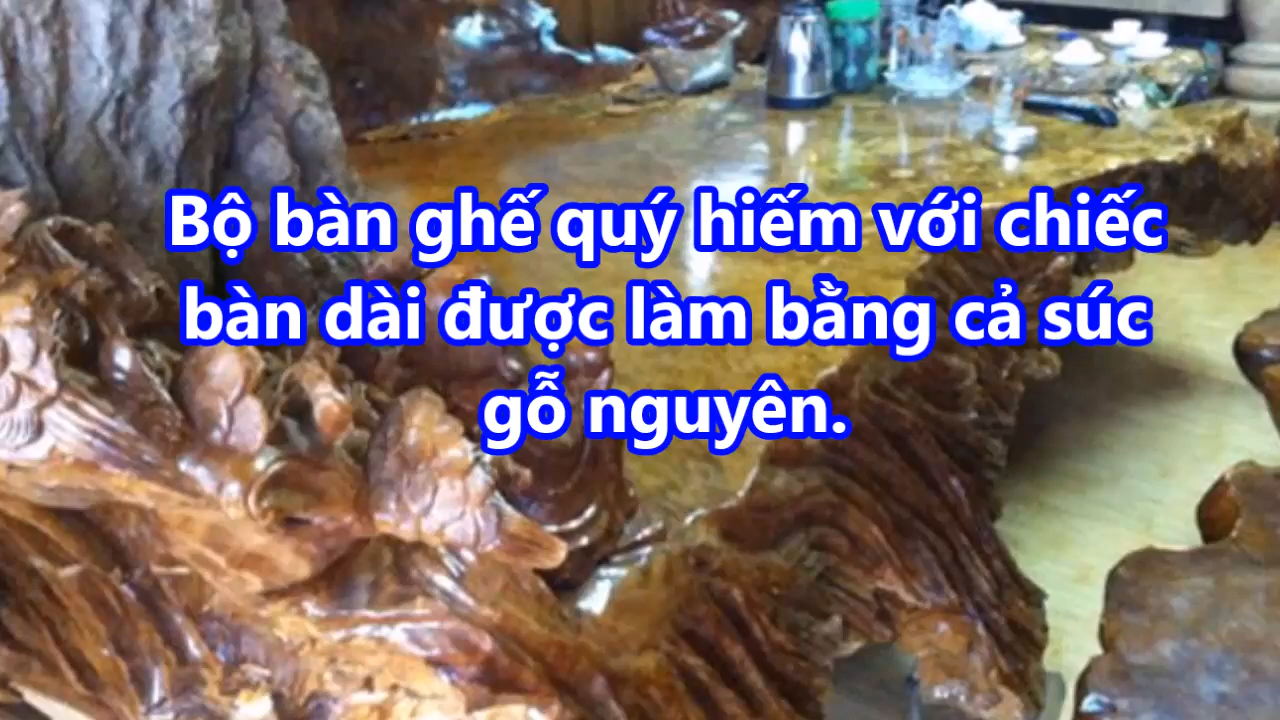 Bộ bàn ghế quý hiếm với chiếc
bàn dài được làm bằng cả súc
gỗ nguyên.